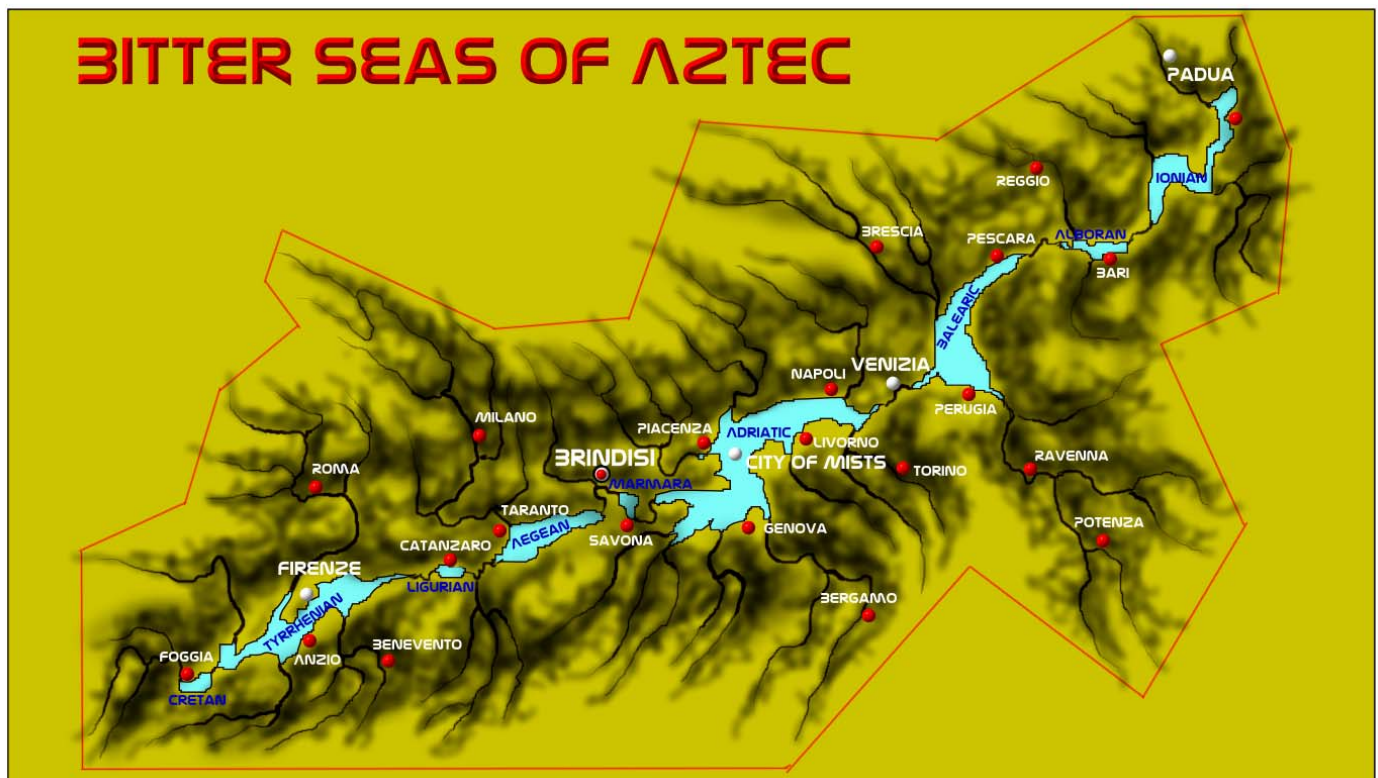 BITTER SEAS OF AZTEC
PADUA
REGGIO
IONIAN
BRESCIA
PESCARA
ALBORAN
BARI
BALEARIC
NAPOLI
VENIZIA
PERUGIA
MILANO
PIACENZA
ADRIATIC
LIVORNO
CITY OF MISTS
TORINO
RAVENNA
ROMA
BRINDISI
MARMARA
TARANTO
AEGEAN
SAVONA
GENOVA
POTENZA
CATANZARO
LIGURIAN
FIRENZE
TYRRHENIAN
BERGAMO
FOGGIA
ANZIO
BENEVENTO
CRETAN